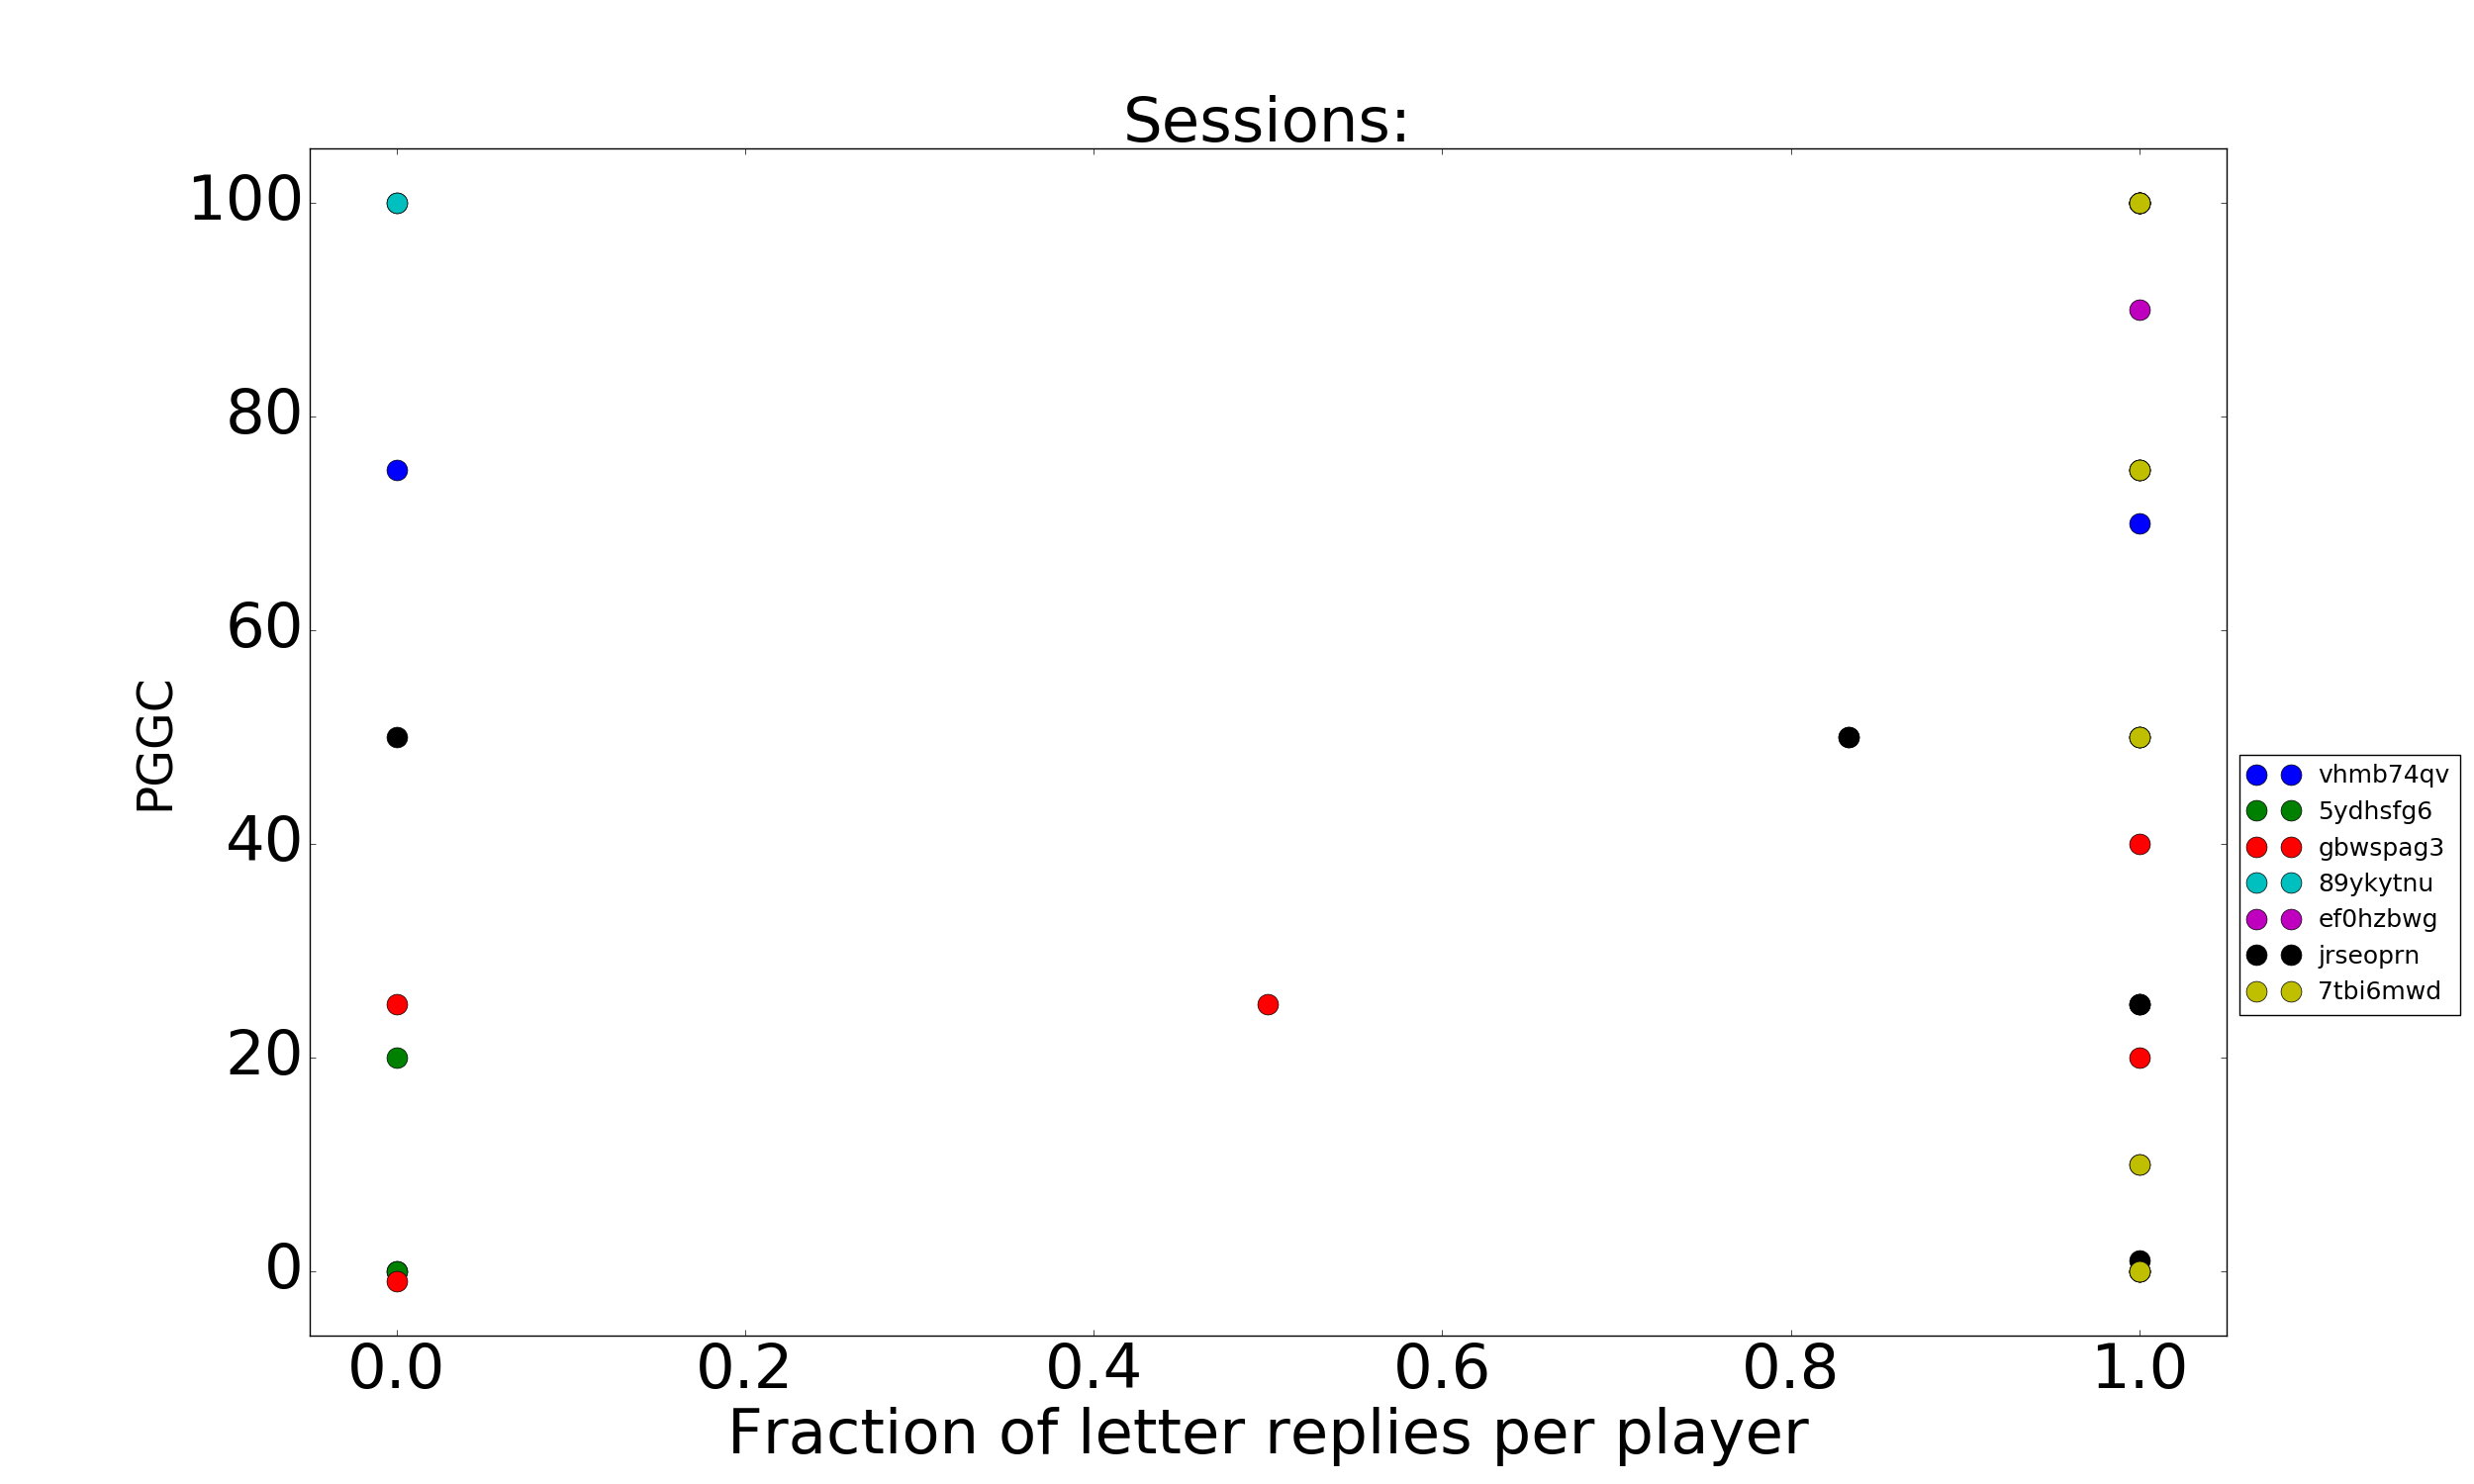 Sessions:
100
80
60
40
20
0
PGGC
0.0 0.2 0.4 0.6 0.8 1.0
Fraction of letter replies per player
vhmb74qv
5ydhsfg6
gbwspag3
89ykytnu
ef0hzbwg
jrseoprn
7tbi6mwd